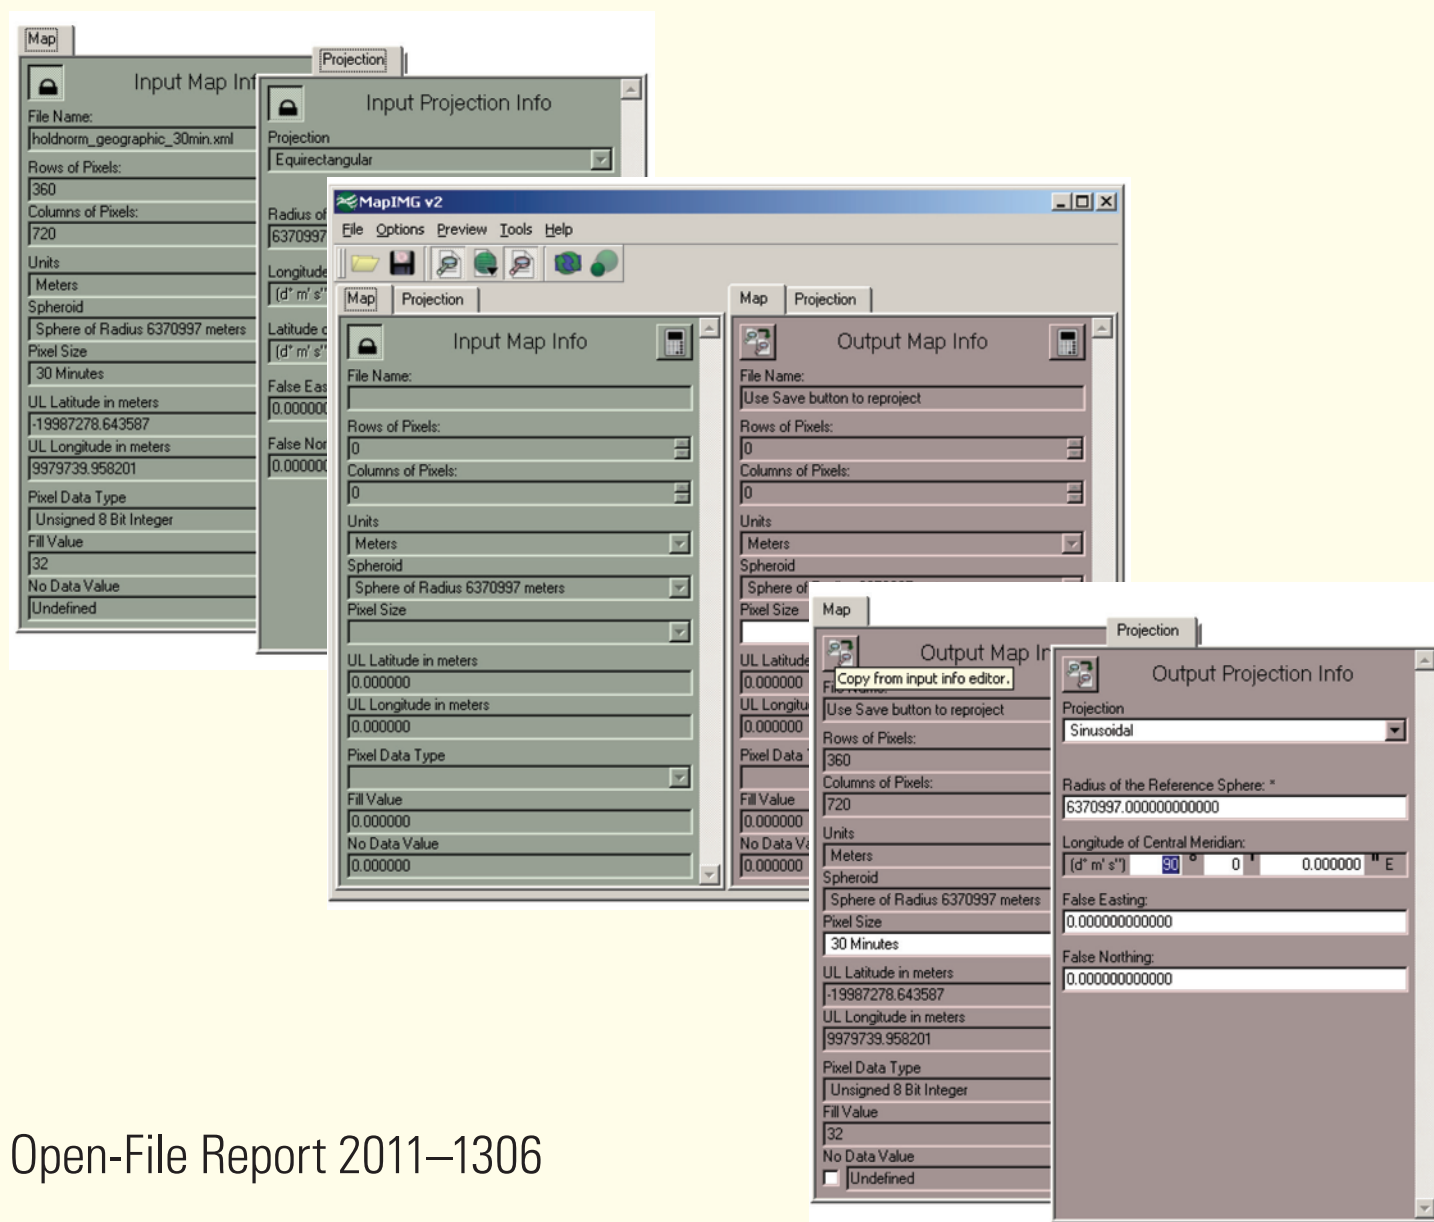 Map
Input Map Inf
File Name:
holdnorm_geographic_30min.xml
Rows of Pixels:
360
Columns of Pixels:
720
Units
Meters
Spheroid
Sphere of Radius 6370997 meters
Pixel Size
30 Minutes
UL Latitude in meters
-19987278.643587
UL Longitude in meters
9979739.958201
Pixel Data Type
Unsigned 8 Bit Integer
Fill Value
32
No Data Value
Undefined
Projection
Input Projection Info
Projection
Equirectangular
Radius of
6370997
Longitude
(d° m' s"
Latitude o
(d° m' s"
False Eas
0.000000
False Nor
0.000000
MapIMG v2
File Options Preview Tools Help
Map Projection
Input Map Info
File Name:
Rows of Pixels:
0
Columns of Pixels:
0
Units
Meters
Spheroid
Sphere of Radius 6370997 meters
Pixel Size
UL Latitude in meters
0.000000
UL Longitude in meters
0.000000
Pixel Data Type
Fill Value
0.000000
No Data Value
0.000000
Map Projection
Output Map Info
File Name:
Use Save button to reproject
Rows of Pixels:
0
Columns of Pixels:
0
Units
Meters
Spheroid
Sphere of
Pixel Size
UL Latitude
0.000000
UL Longitu
0.000000
Pixel Data
Fill Value
0.000000
No Data Va
0.000000
Map
Output Map In
Copy from input info editor.
Use Save button to reproject
Rows of Pixels:
360
Columns of Pixels:
720
Units
Meters
Spheroid
Sphere of Radius 6370997 meters
Pixel Size
30 Minutes
UL Latitude in meters
-19987278.643587
UL Longitude in meters
9979739.958201
Pixel Data Type
Unsigned 8 Bit Integer
Fill Value
32
No Data Value
Undefined
Projection
Output Projection Info
Projection
Sinusoidal
Radius of the Reference Sphere: *
6370997.000000000000
Longitude of Central Meridian:
(d° m' s") 90 ° 0 ' 0.000000 " E
False Easting:
0.000000000000
False Northing:
0.000000000000
Open-File Report 2011–1306